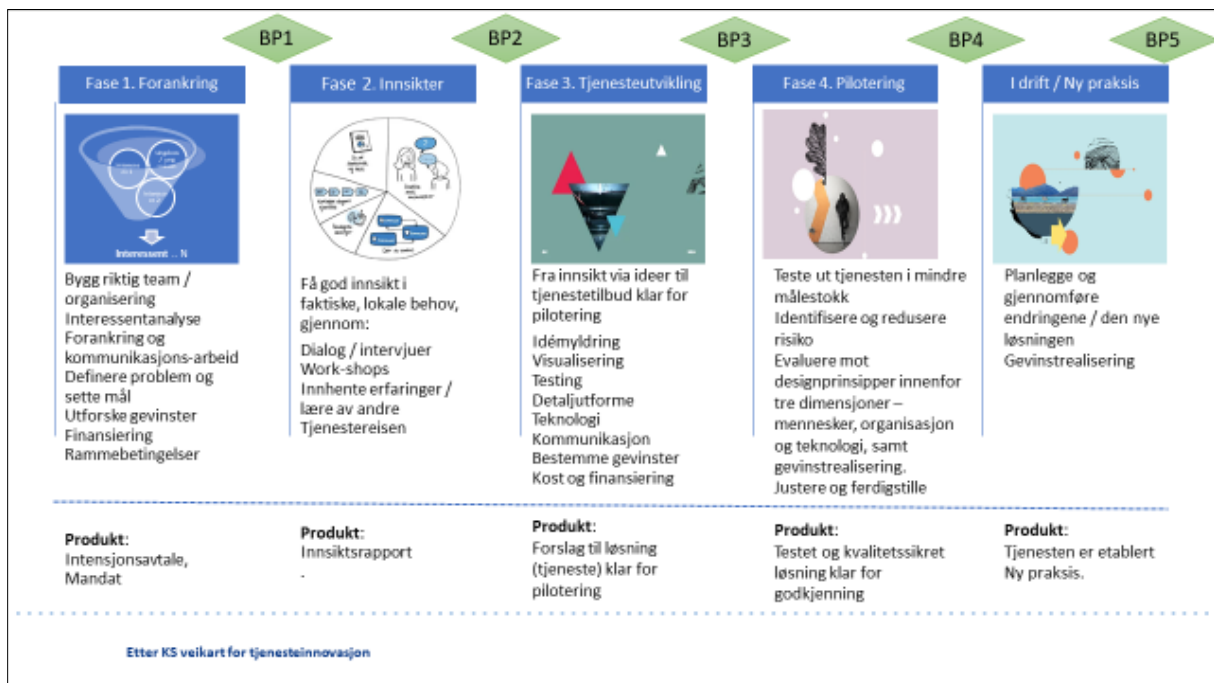 BP1
BP2
BP3
BP4
BP5
Fase 1. Forankring
Interessent .. N
Bygg riktig team /
organisering
Interessentanalyse
Forankring og
kommunikasjons-arbeid
Definere problem og
sette mål
Utforske gevinster
Finansiering
Rammebetingelser
Produkt:
Intensjonsavtale,
Mandat
Fase 2. Innsikter
Få god innsikt i
faktiske, lokale behov,
gjennom:
Dialog / intervjuer
Work-shops
Innhente erfaringer /
lære av andre
Tjenestereisen
Produkt:
Innsiktsrapport
.
Fase 3. Tjenesteutvikling
Fra innsikt via ideer til
tjenestetilbud klar for
pilotering
Idémyldring
Visualisering
Testing
Detaljutforme
Teknologi
Kommunikasjon
Bestemme gevinster
Kost og finansiering
Produkt:
Forslag til løsning
(tjeneste) klar for
pilotering
Fase 4. Pilotering
Teste ut tjenesten i mindre
målestokk
Identifisere og redusere
risiko
Evaluere mot
designprinsipper innenfor
tre dimensjoner –
mennesker, organisasjon
og teknologi, samt
gevinstrealisering.
Justere og ferdigstille
Produkt:
Testet og kvalitetssikret
løsning klar for
godkjenning
I drift / Ny praksis
Planlegge og
gjennomføre
endringene / den nye
løsningen
Gevinstrealisering
Produkt:
Tjenesten er etablert
Ny praksis.
Etter KS veikart for tjenesteinnovasjon